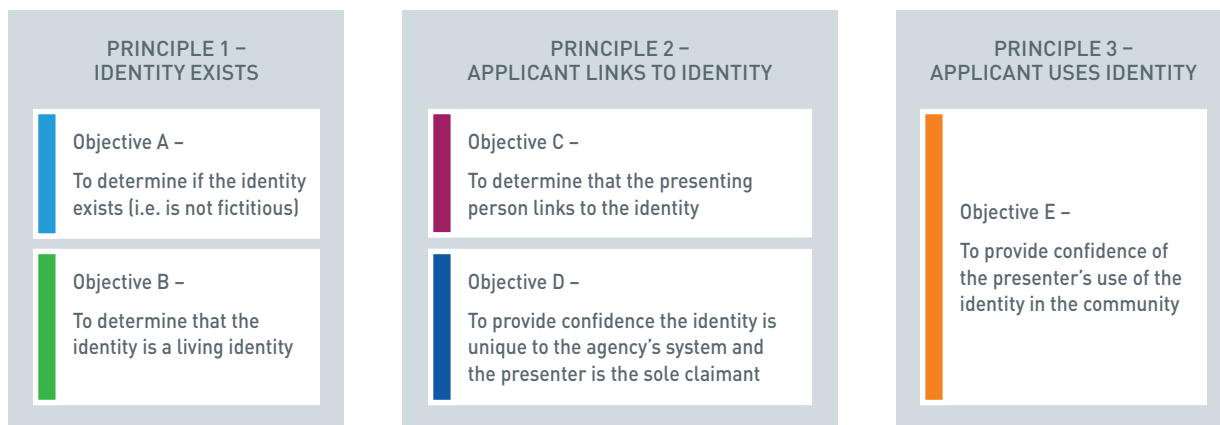 PRINCIPLE 1 –
IDENTITY EXISTS
Objective A –
To determine if the identity
exists (i.e. is not fictitious)
Objective B –
To determine that the
identity is a living identity
PRINCIPLE 2 –
APPLICANT LINKS TO IDENTITY
Objective C –
To determine that the presenting
person links to the identity
Objective D –
To provide confidence the identity is
unique to the agency’s system and
the presenter is the sole claimant
PRINCIPLE 3 –
APPLICANT USES IDENTITY
Objective E –
To provide confidence of
the presenter’s use of the
identity in the community